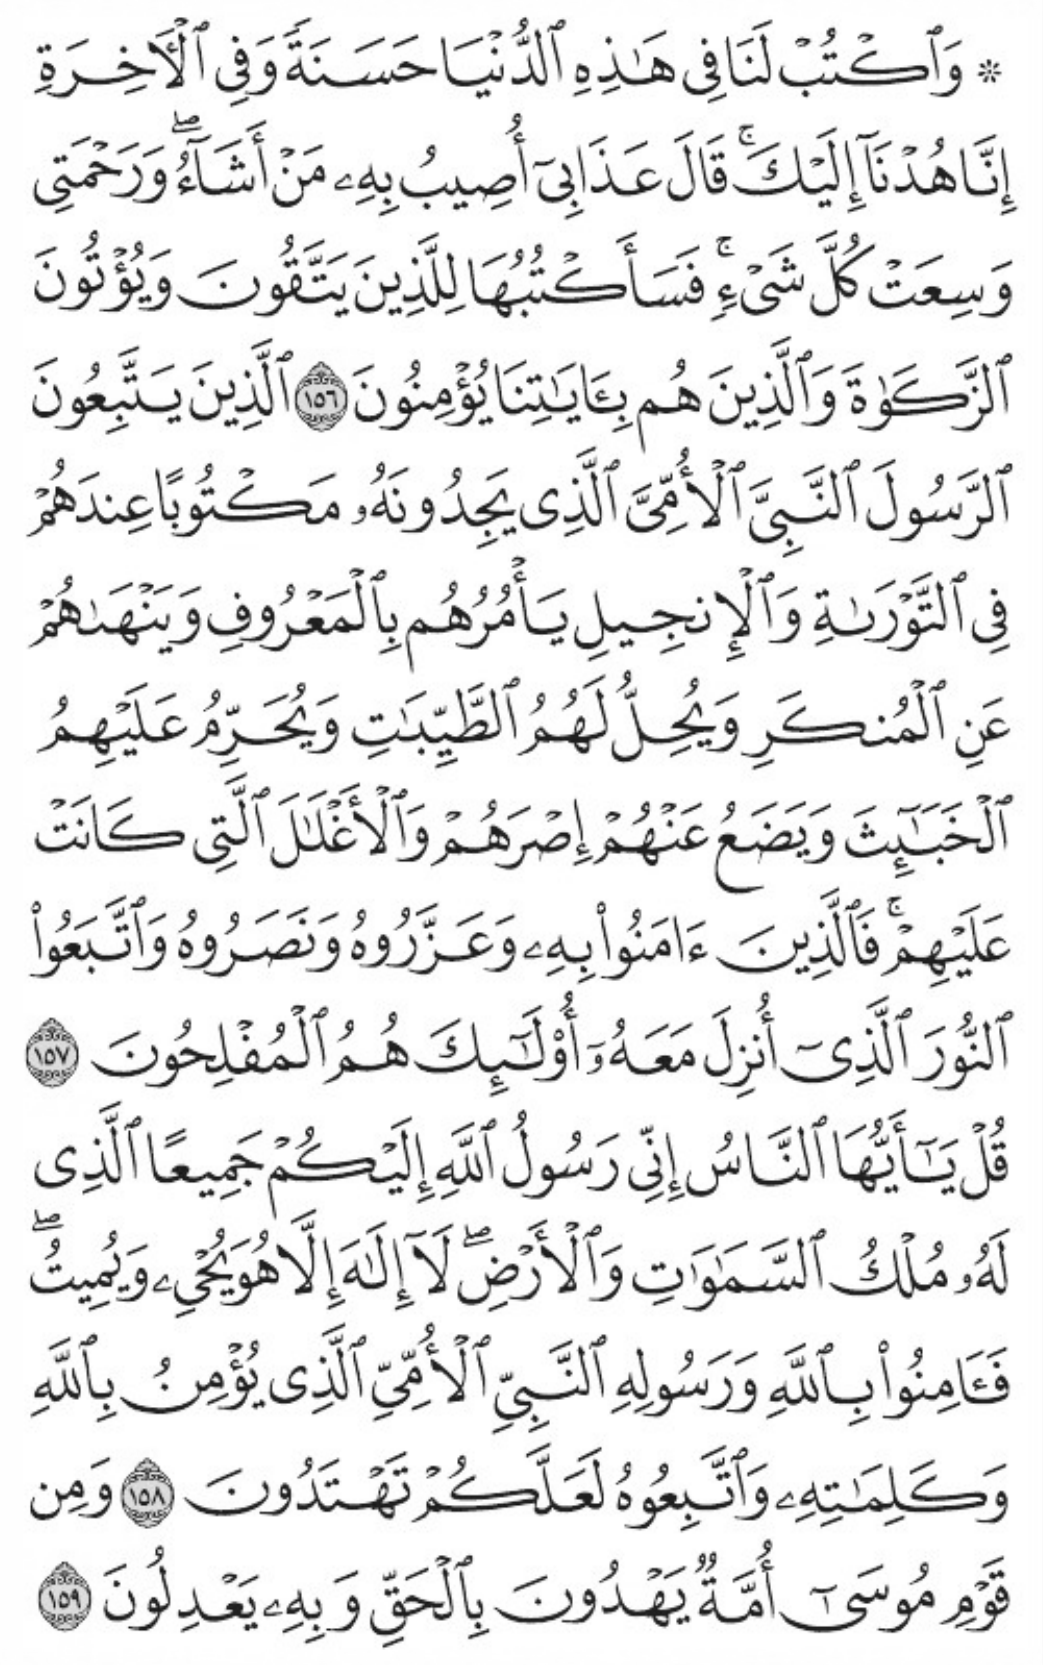 ۞ وَٱكۡتُبۡ لَنَا فِي هَٰذِهِ ٱلدُّنۡيَا حَسَنَةٗ وَفِي ٱلۡأٓخِرَةِ
إِنَّا هُدۡنَآ إِلَيۡكَۚ قَالَ عَذَابِيٓ أُصِيبُ بِهِۦ مَنۡ أَشَآءُۖ وَرَحۡمَتِي
وَسِعَتۡ كُلَّ شَيۡءٖۚ فَسَأَكۡتُبُهَا لِلَّذِينَ يَتَّقُونَ وَيُؤۡتُونَ
ٱلزَّكَوٰةَ وَٱلَّذِينَ هُم بِـَٔايَٰتِنَا يُؤۡمِنُونَ ١٥٦ ٱلَّذِينَ يَتَّبِعُونَ
ٱلرَّسُولَ ٱلنَّبِيَّ ٱلۡأُمِّيَّ ٱلَّذِي يَجِدُونَهُۥ مَكۡتُوبًا عِندَهُمۡ
فِي ٱلتَّوۡرَىٰةِ وَٱلۡإِنجِيلِ يَأۡمُرُهُم بِٱلۡمَعۡرُوفِ وَيَنۡهَىٰهُمۡ
عَنِ ٱلۡمُنكَرِ وَيُحِلُّ لَهُمُ ٱلطَّيِّبَٰتِ وَيُحَرِّمُ عَلَيۡهِمُ
ٱلۡخَبَٰٓئِثَ وَيَضَعُ عَنۡهُمۡ إِصۡرَهُمۡ وَٱلۡأَغۡلَٰلَ ٱلَّتِي كَانَتۡ
عَلَيۡهِمۡۚ فَٱلَّذِينَ ءَامَنُواْ بِهِۦ وَعَزَّرُوهُ وَنَصَرُوهُ وَٱتَّبَعُواْ
ٱلنُّورَ ٱلَّذِيٓ أُنزِلَ مَعَهُۥٓ أُوْلَٰٓئِكَ هُمُ ٱلۡمُفۡلِحُونَ ١٥٧
قُلۡ يَٰٓأَيُّهَا ٱلنَّاسُ إِنِّي رَسُولُ ٱللَّهِ إِلَيۡكُمۡ جَمِيعًا ٱلَّذِي
لَهُۥ مُلۡكُ ٱلسَّمَٰوَٰتِ وَٱلۡأَرۡضِۖ لَآ إِلَٰهَ إِلَّا هُوَ يُحۡيِۦ وَيُمِيتُۖ
فَـَٔامِنُواْ بِٱللَّهِ وَرَسُولِهِ ٱلنَّبِيِّ ٱلۡأُمِّيِّ ٱلَّذِي يُؤۡمِنُ بِٱللَّهِ
وَكَلِمَٰتِهِۦ وَٱتَّبِعُوهُ لَعَلَّكُمۡ تَهۡتَدُونَ ١٥٨ وَمِن
قَوۡمِ مُوسَىٰٓ أُمَّةٞ يَهۡدُونَ بِٱلۡحَقِّ وَبِهِۦ يَعۡدِلُونَ ١٥٩